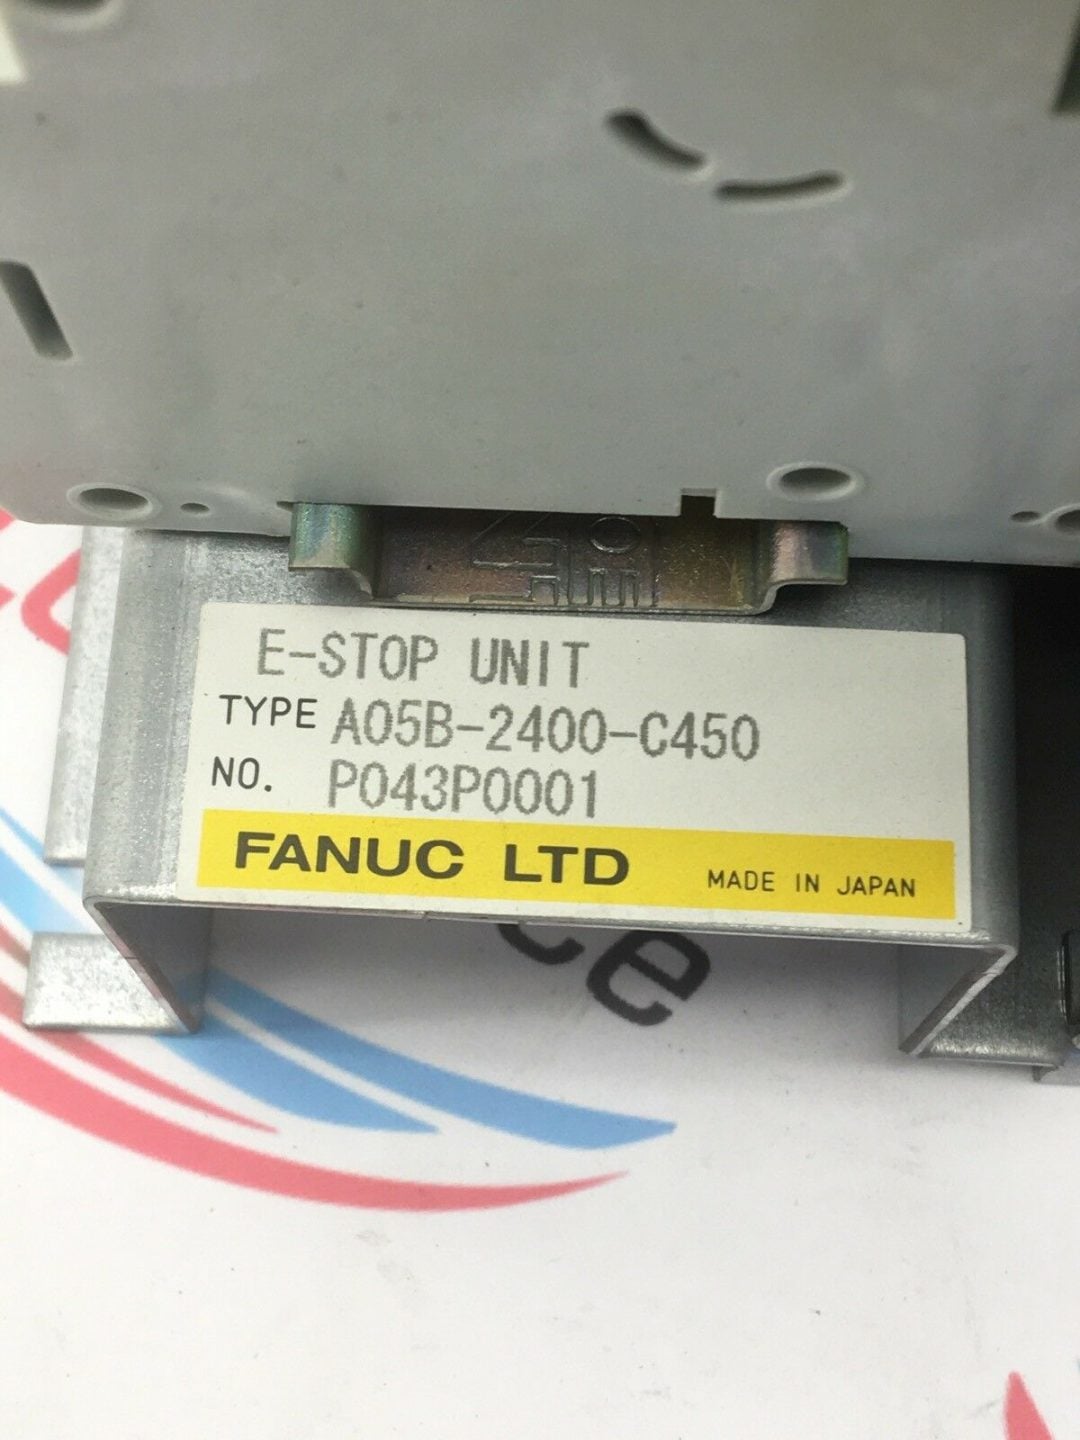 E-STOP UNIT
TYPE A05B-2400-C450
NO. P043P0001
FANUC LTD MADE IN JAPAN